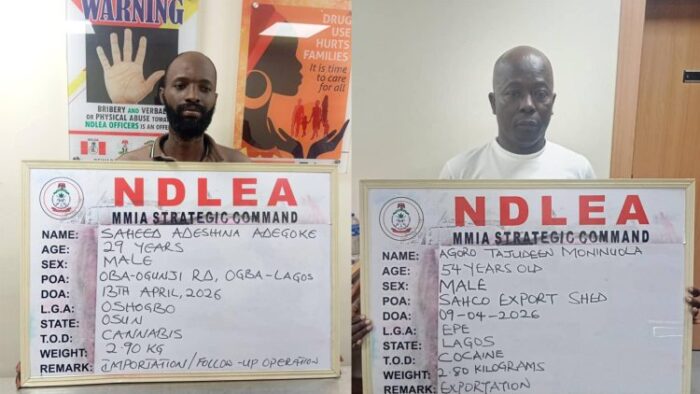 WARNING
BRIBERY AND VERBAL
OR PHYSICAL ABUSE TOWA
NDLEA OFFICERS IS AN OFFE
DRUG
USE
HURTS
FAMILIES
It is time
to care
for all
NDLEA
MMIA STRATEGIC COMMAND
NAME: SAHEED ADESHINA ADEGOKE
AGE: 29 YEARS
SEX: MALE
POA: OBA-OGUNJI RD, OGBA-LAGOS
DOA: 13TH APRIL, 2026
L.G.A: OSHOGBO
STATE: OSUN
T.O.D: CANNABIS
WEIGHT: 2.90 KG
REMARK: IMPORTATION/FOLLOW-UP OPERATION
NDLEA
MMIA STRATEGIC COMMAND
NAME: AGORO TAJUDEEN MONINUOLA
AGE: 54 YEARS OLD
SEX: MALE
POA: SAHCO EXPORT SHED
DOA: 09-04-2026
L.G.A: EPE
STATE: LAGOS
T.O.D: COCAINE
WEIGHT: 2.80 KILOGRAMS
REMARK: EXPORTATION